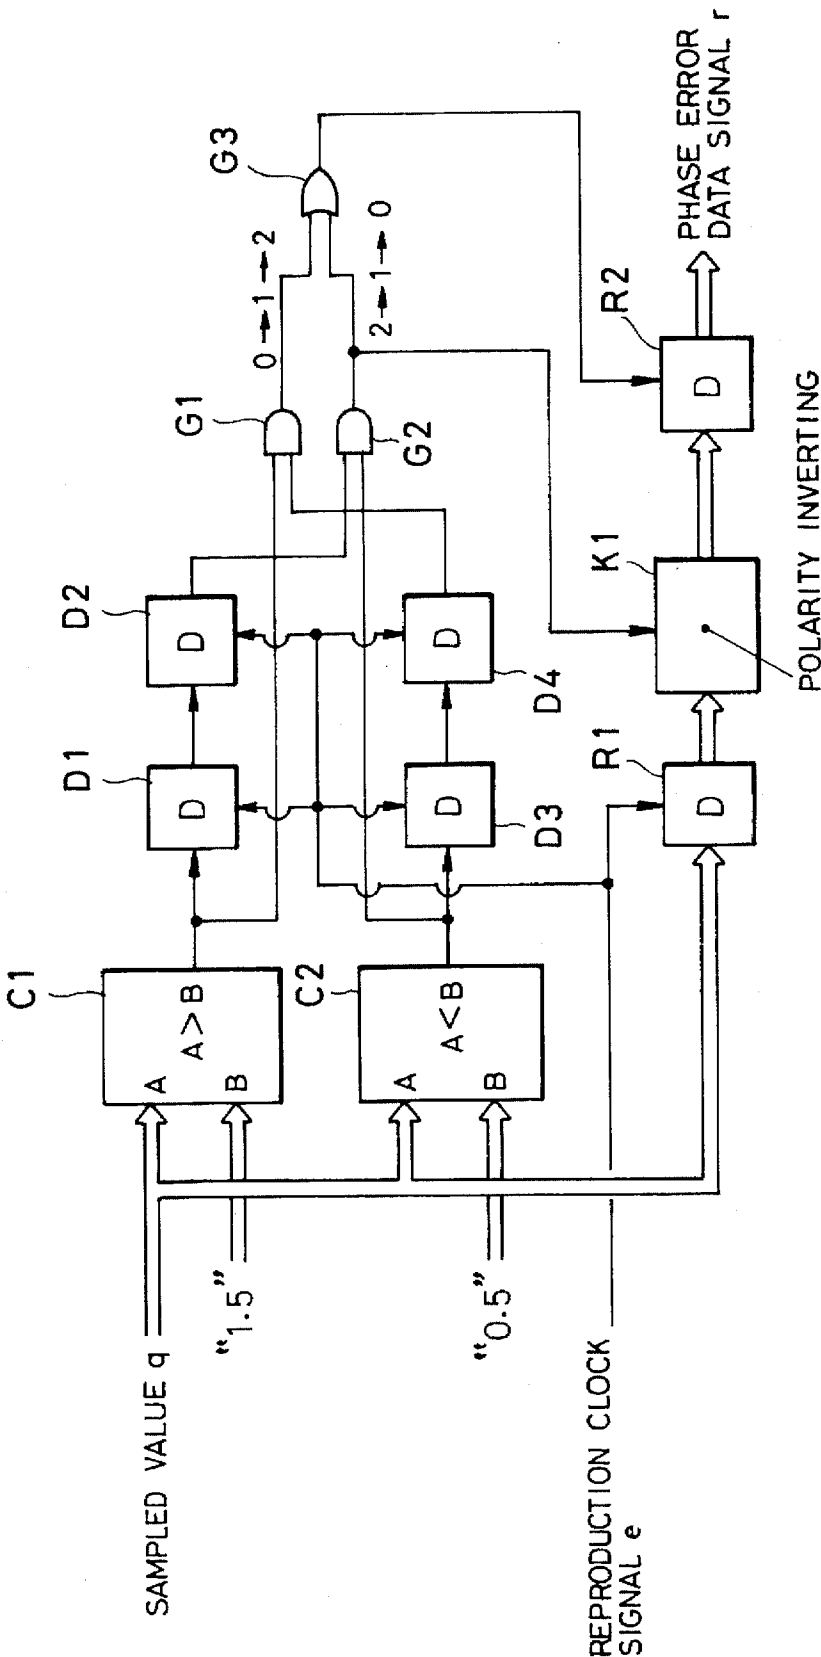 SAMPLED VALUE q
"1.5"
"0.5"
REPRODUCTION CLOCK
SIGNAL e
C1
A
B
A>B
C2
A
B
A<B
D1
D
D2
D
D3
D
D4
D
G1
G2
G3
0→1→2
2→1→0
R1
D
K1
POLARITY INVERTING
R2
D
PHASE ERROR
DATA SIGNAL r